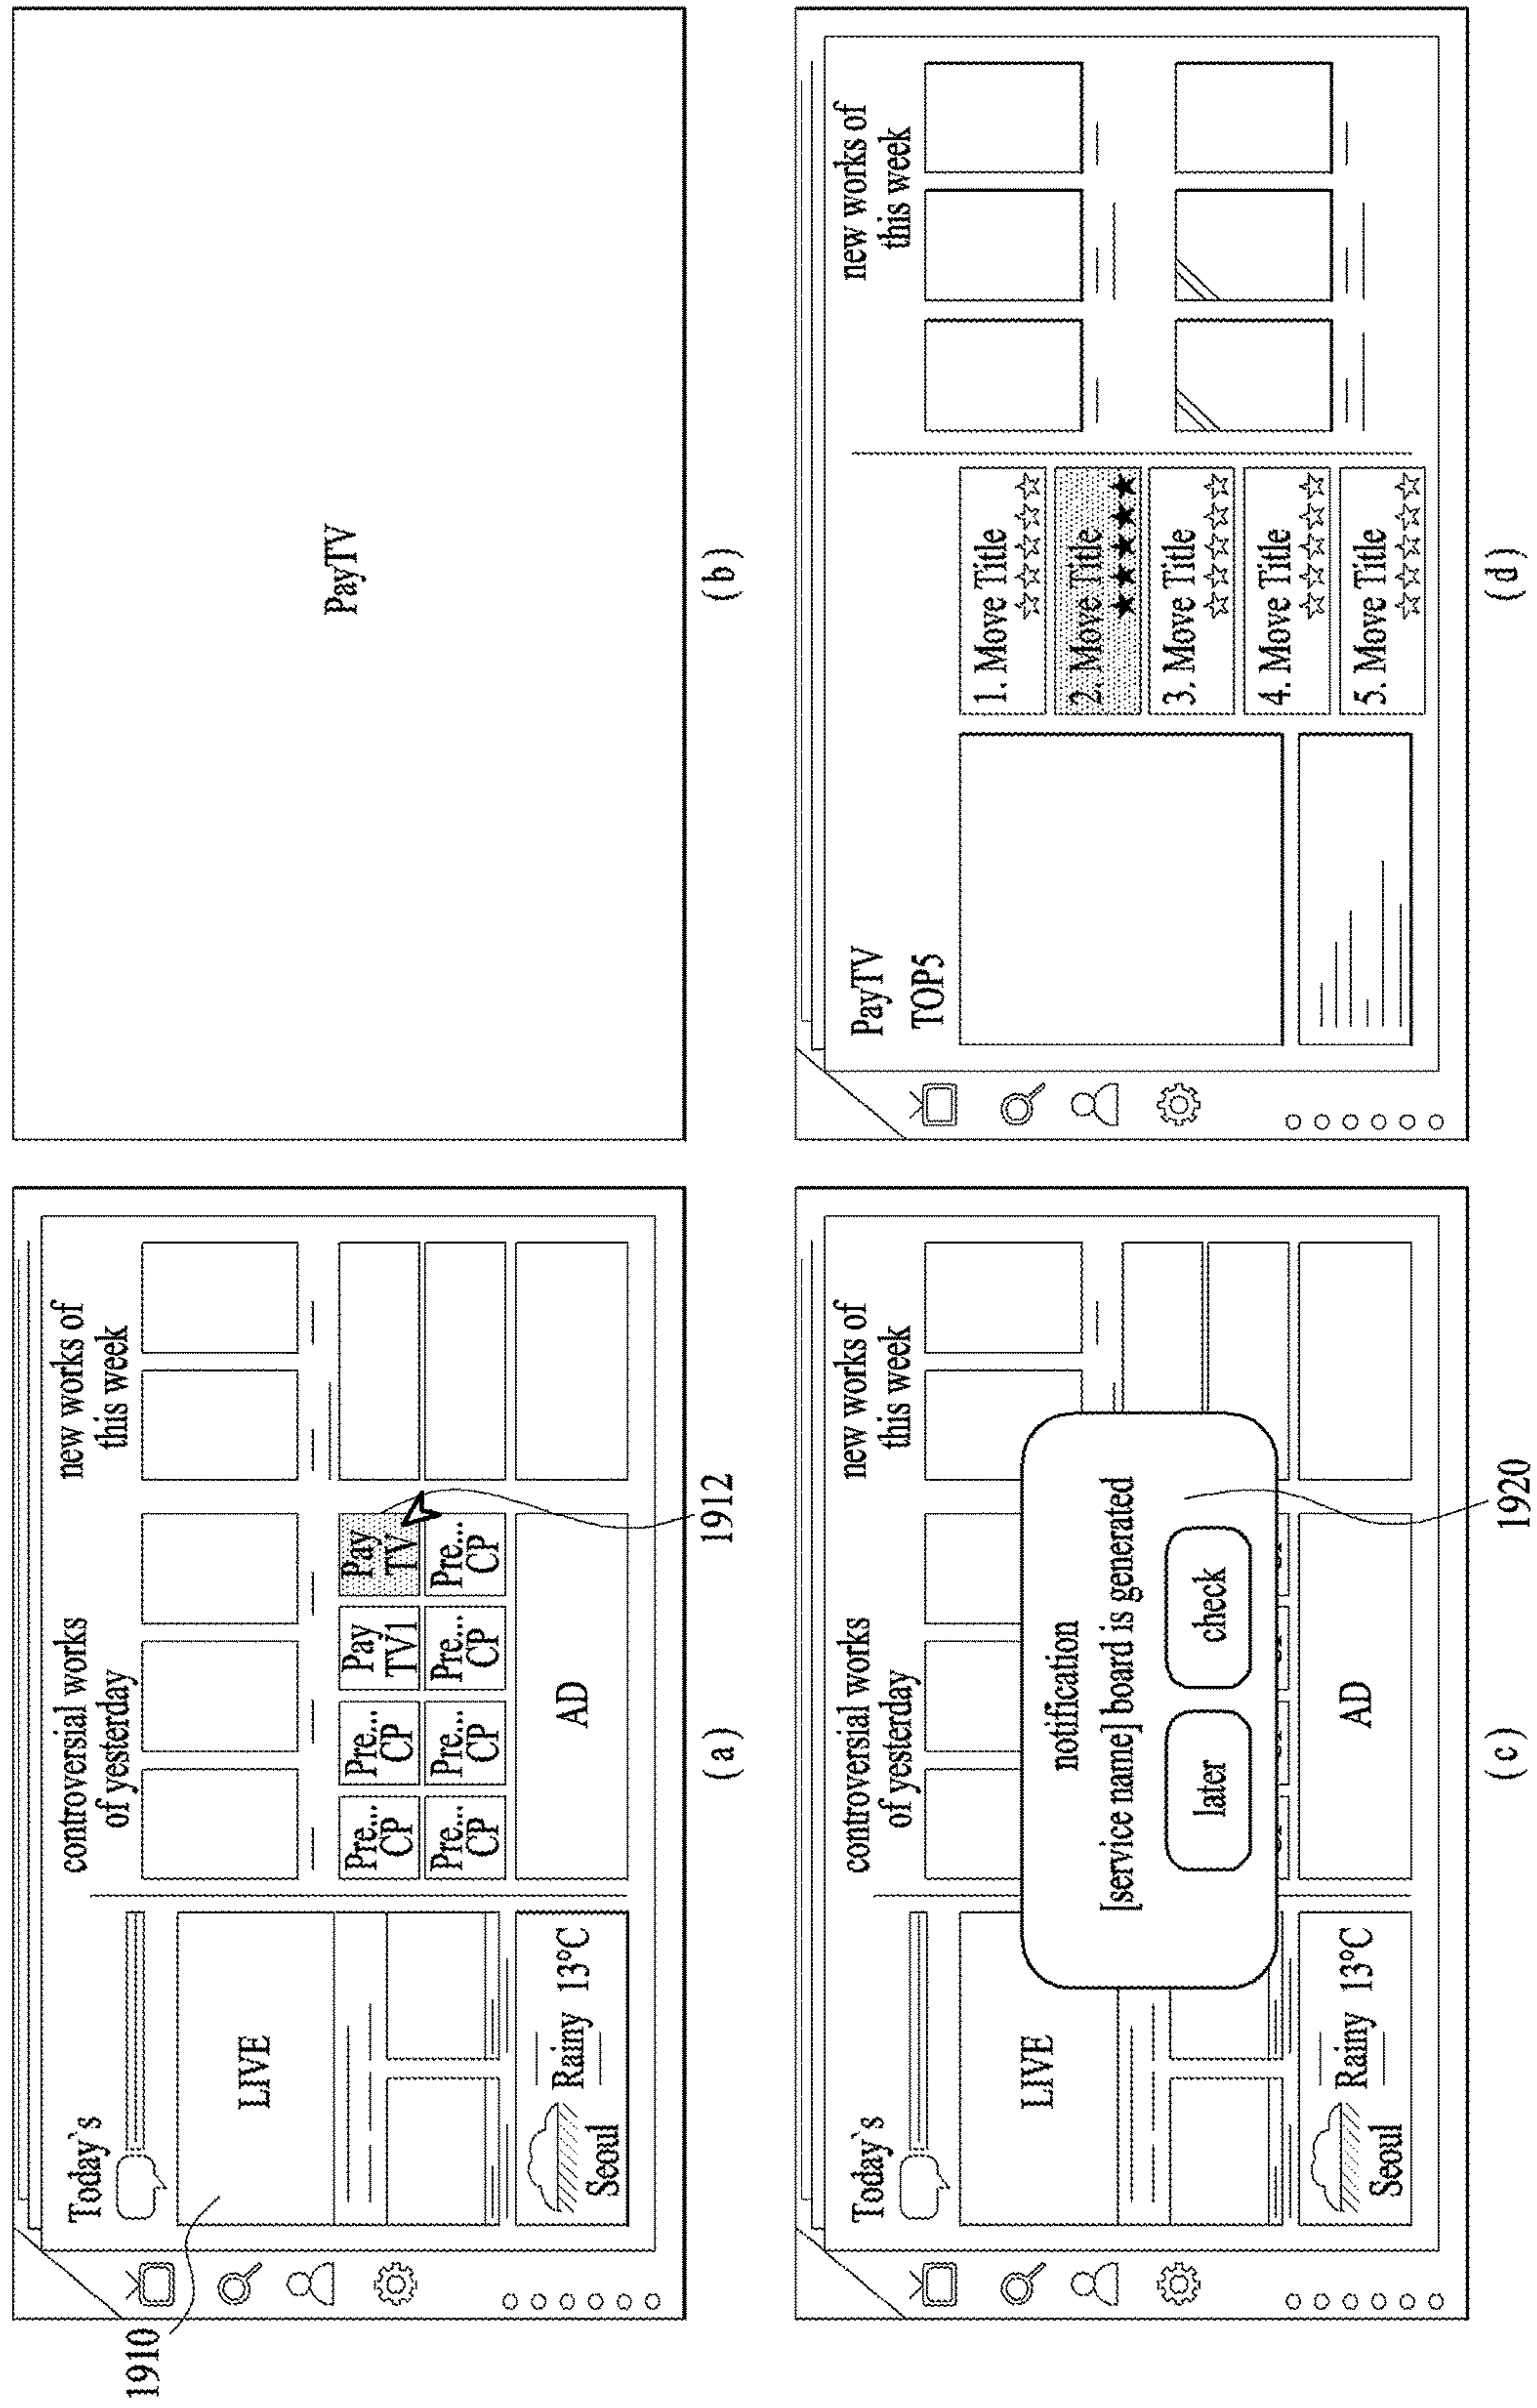 1910
Today`s
LIVE
Seoul
Rainy 13°C
controversial works
of yesterday
new works of
this week
Pre...
CP
Pre...
CP
Pay
TV1
Pay
TV
Pre...
CP
Pre...
CP
Pre...
CP
Pre...
CP
AD
1912
(a)
PayTV
(b)
Today`s
LIVE
Seoul
Rainy 13°C
controversial works
of yesterday
new works of
this week
notification
[service name] board is generated
later
check
AD
1920
(c)
PayTV
TOP5
1. Move Title
2. Move Title
3. Move Title
4. Move Title
5. Move Title
new works of
this week
(d)